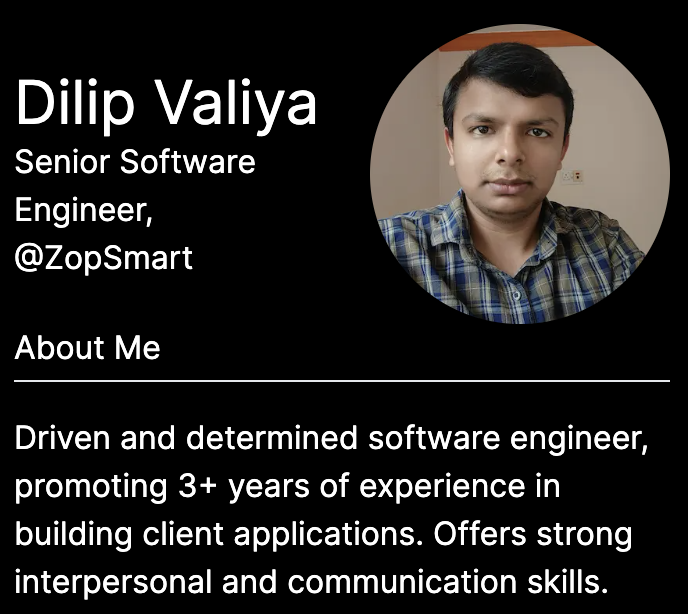 Dilip Valiya
Senior Software
Engineer,
@ZopSmart
About Me
Driven and determined software engineer,
promoting 3+ years of experience in
building client applications. Offers strong
interpersonal and communication skills.